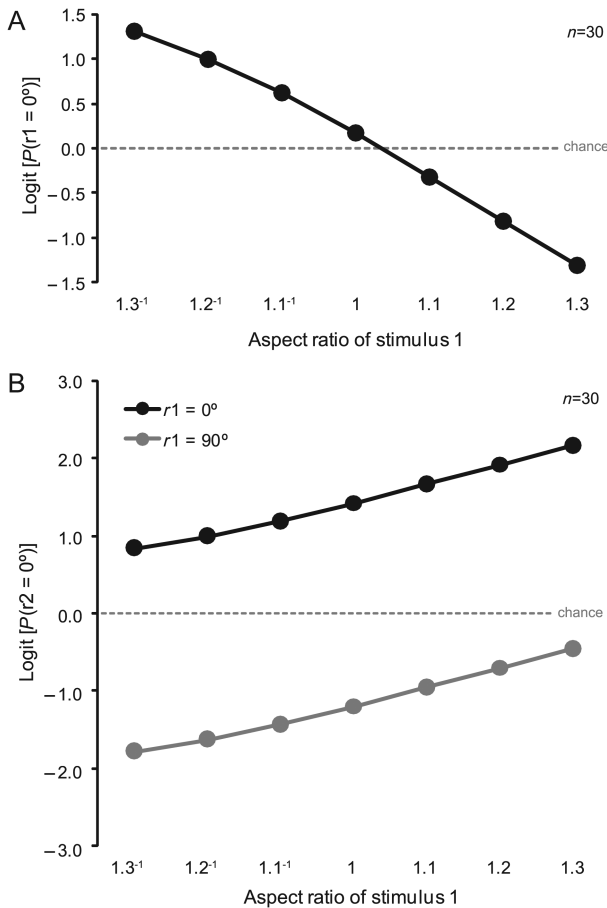 A
n=30
Logit [P(r1 = 0º)]
1.5
1.0
0.5
0.0
−0.5
−1.0
−1.5
chance
1.3⁻¹ 1.2⁻¹ 1.1⁻¹ 1 1.1 1.2 1.3
Aspect ratio of stimulus 1
B
n=30
r1 = 0º
r1 = 90º
Logit [P(r2 = 0º)]
3.0
2.0
1.0
0.0
−1.0
−2.0
−3.0
chance
1.3⁻¹ 1.2⁻¹ 1.1⁻¹ 1 1.1 1.2 1.3
Aspect ratio of stimulus 1